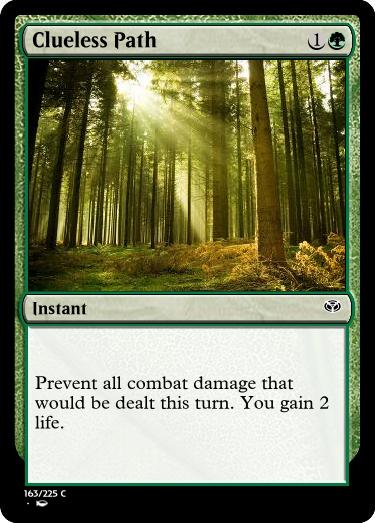 Clueless Path 1
Instant
Prevent all combat damage that
would be dealt this turn. You gain 2
life.
163/225 C